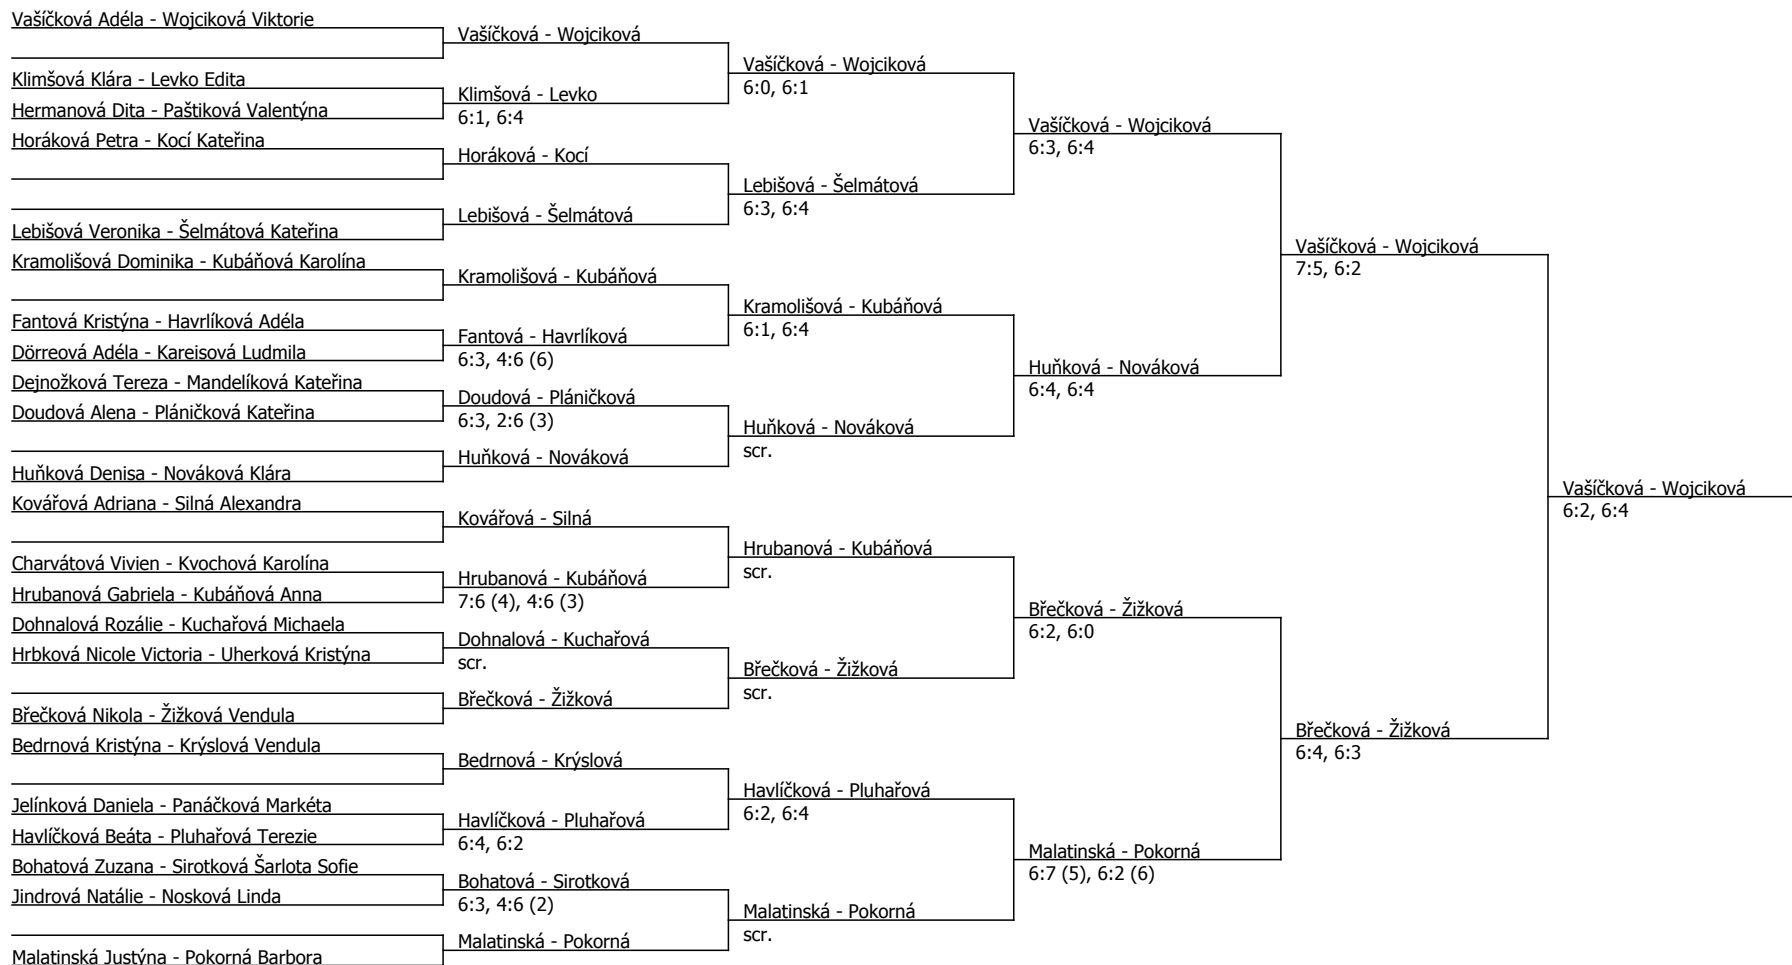 Vašíčková Adéla - Wojciková Viktorie
Klimšová Klára - Levko Edita
Hermanová Dita - Paštiková Valentýna
Horáková Petra - Kocí Kateřina
Lebišová Veronika - Šelmátová Kateřina
Kramolišová Dominika - Kubáňová Karolína
Fantová Kristýna - Havrlíková Adéla
Dörreová Adéla - Kareisová Ludmila
Dejnožková Tereza - Mandelíková Kateřina
Doudová Alena - Pláničková Kateřina
Huňková Denisa - Nováková Klára
Kovářová Adriana - Silná Alexandra
Charvátová Vivien - Kvochová Karolína
Hrubanová Gabriela - Kubáňová Anna
Dohnalová Rozálie - Kuchařová Michaela
Hrbková Nicole Victoria - Uherková Kristýna
Břečková Nikola - Žižková Vendula
Bedrnová Kristýna - Krýslová Vendula
Jelínková Daniela - Panáčková Markéta
Havlíčková Beáta - Pluhařová Terezie
Bohatová Zuzana - Sirotková Šarlota Sofie
Jindrová Natálie - Nosková Linda
Malatinská Justýna - Pokorná Barbora
Vašíčková - Wojciková
Klimšová - Levko
6:1, 6:4
Horáková - Kocí
Lebišová - Šelmátová
Kramolišová - Kubáňová
Fantová - Havrlíková
6:3, 4:6 (6)
Doudová - Pláničková
6:3, 2:6 (3)
Huňková - Nováková
Kovářová - Silná
Hrubanová - Kubáňová
7:6 (4), 4:6 (3)
Dohnalová - Kuchařová
scr.
Břečková - Žižková
Bedrnová - Krýslová
Havlíčková - Pluhařová
6:4, 6:2
Bohatová - Sirotková
6:3, 4:6 (2)
Malatinská - Pokorná
Vašíčková - Wojciková
6:0, 6:1
Lebišová - Šelmátová
6:3, 6:4
Kramolišová - Kubáňová
6:1, 6:4
Huňková - Nováková
scr.
Hrubanová - Kubáňová
scr.
Břečková - Žižková
scr.
Havlíčková - Pluhařová
6:2, 6:4
Malatinská - Pokorná
scr.
Vašíčková - Wojciková
6:3, 6:4
Huňková - Nováková
6:4, 6:4
Břečková - Žižková
6:2, 6:0
Malatinská - Pokorná
6:7 (5), 6:2 (6)
Vašíčková - Wojciková
7:5, 6:2
Břečková - Žižková
6:4, 6:3
Vašíčková - Wojciková
6:2, 6:4